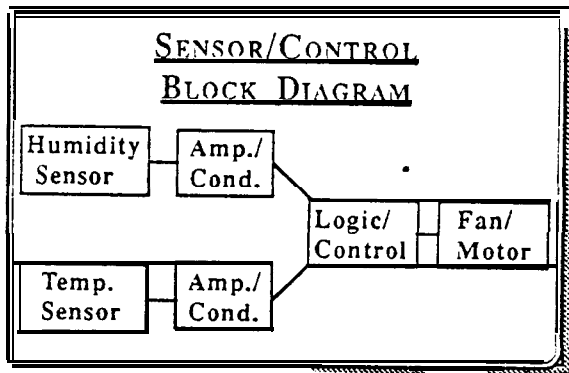 SENSOR/CONTROL
BLOCK DIAGRAM
Humidity
Sensor
Amp./
Cond.
Logic/
Control
Fan/
Motor
Temp.
Sensor
Amp./
Cond.